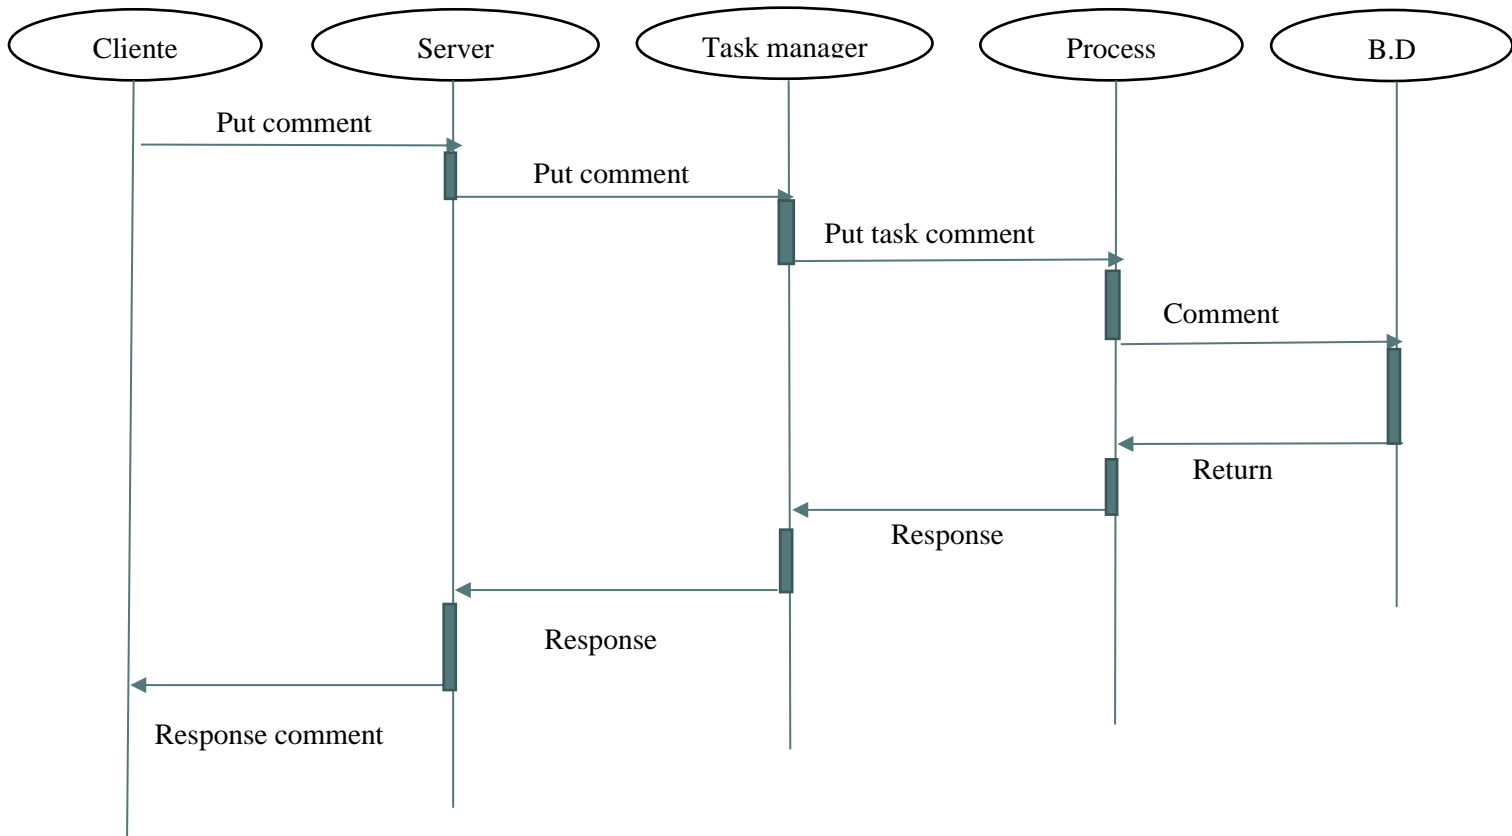 Cliente
Server
Task manager
Process
B.D
Put comment
Put comment
Put task comment
Comment
Return
Response
Response
Response comment